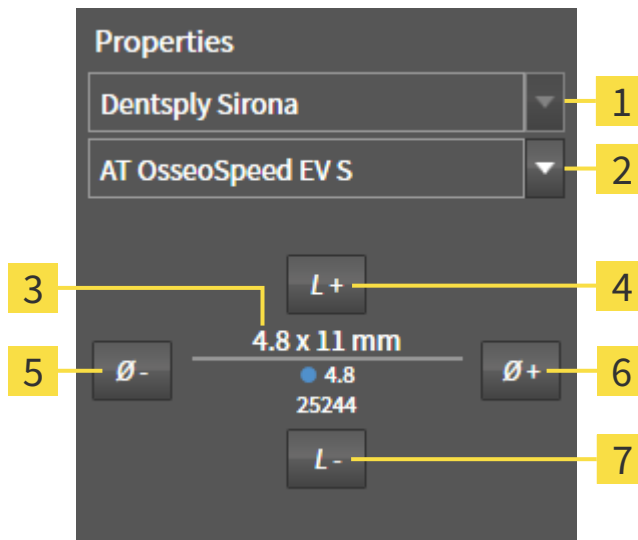 Properties
Dentsply Sirona
1
AT OsseoSpeed EV S
2
3
L +
4
4.8 x 11 mm
5
Ø -
4.8
Ø +
6
25244
L -
7